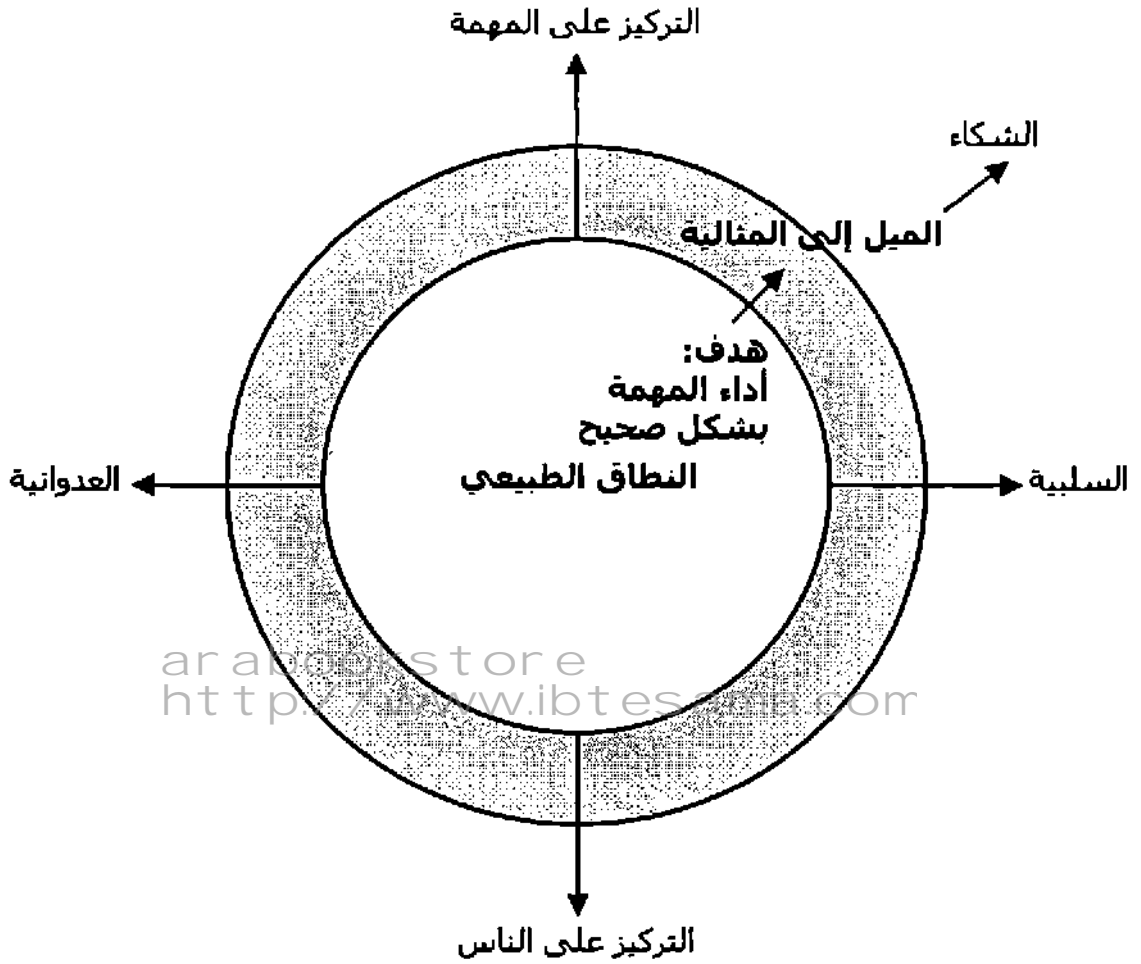 التركيز على المهمة
الشكاء
الميل إلى المثالية
هدف:
أداء المهمة
بشكل صحيح
النطاق الطبيعي
العدوانية
السلبية
arabookstore
http://www.ibtesama.com
التركيز على الناس